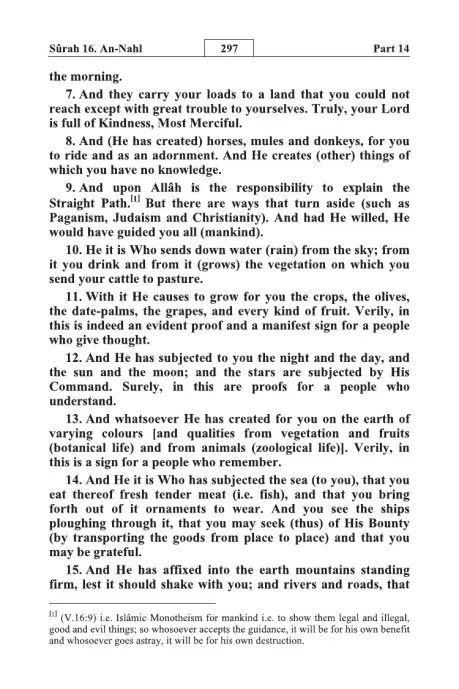 Sûrah 16. An-Nahl 297 Part 14
the morning.
7. And they carry your loads to a land that you could not
reach except with great trouble to yourselves. Truly, your Lord
is full of Kindness, Most Merciful.
8. And (He has created) horses, mules and donkeys, for you
to ride and as an adornment. And He creates (other) things of
which you have no knowledge.
9. And upon Allâh is the responsibility to explain the
Straight Path.[1] But there are ways that turn aside (such as
Paganism, Judaism and Christianity). And had He willed, He
would have guided you all (mankind).
10. He it is Who sends down water (rain) from the sky; from
it you drink and from it (grows) the vegetation on which you
send your cattle to pasture.
11. With it He causes to grow for you the crops, the olives,
the date-palms, the grapes, and every kind of fruit. Verily, in
this is indeed an evident proof and a manifest sign for a people
who give thought.
12. And He has subjected to you the night and the day, and
the sun and the moon; and the stars are subjected by His
Command. Surely, in this are proofs for a people who
understand.
13. And whatsoever He has created for you on the earth of
varying colours [and qualities from vegetation and fruits
(botanical life) and from animals (zoological life)]. Verily, in
this is a sign for a people who remember.
14. And He it is Who has subjected the sea (to you), that you
eat thereof fresh tender meat (i.e. fish), and that you bring
forth out of it ornaments to wear. And you see the ships
ploughing through it, that you may seek (thus) of His Bounty
(by transporting the goods from place to place) and that you
may be grateful.
15. And He has affixed into the earth mountains standing
firm, lest it should shake with you; and rivers and roads, that
[1] (V.16:9) i.e. Islâmic Monotheism for mankind i.e. to show them legal and illegal,
good and evil things; so whosoever accepts the guidance, it will be for his own benefit
and whosoever goes astray, it will be for his own destruction.